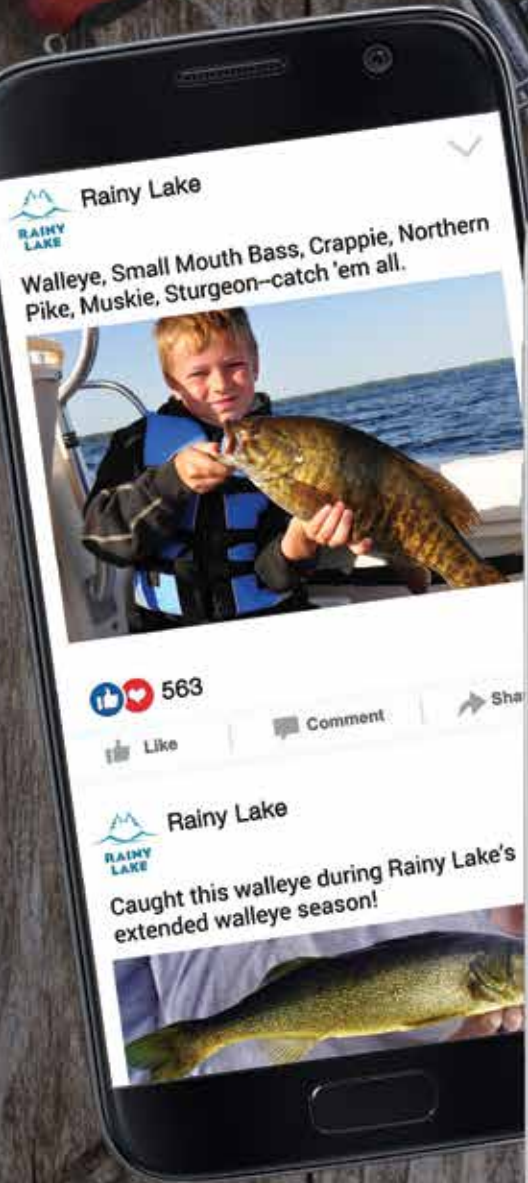 RAINY
LAKE
Rainy Lake
Walleye, Small Mouth Bass, Crappie, Northern
Pike, Muskie, Sturgeon--catch 'em all.
563
Like
Comment
Sha
RAINY
LAKE
Rainy Lake
Caught this walleye during Rainy Lake's
extended walleye season!